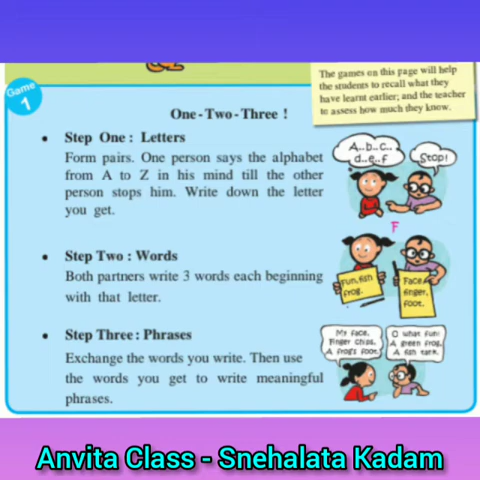 Game
1
The games on this page will help
the students to recall what they
have learnt earlier; and the teacher
to assess how much they know.
One - Two - Three !
• Step One : Letters
Form pairs. One person says the alphabet
from A to Z in his mind till the other
person stops him. Write down the letter
you get.
A..b..c..
d..e..f
Stop!
F
• Step Two : Words
Both partners write 3 words each beginning
with that letter.
Fun, fish
frog.
Face,
finger,
foot.
• Step Three : Phrases
Exchange the words you write. Then use
the words you get to write meaningful
phrases.
My face,
Finger chips,
A frog's foot.
O what fun!
A green frog,
A fish tank.
Anvita Class - Snehalata Kadam